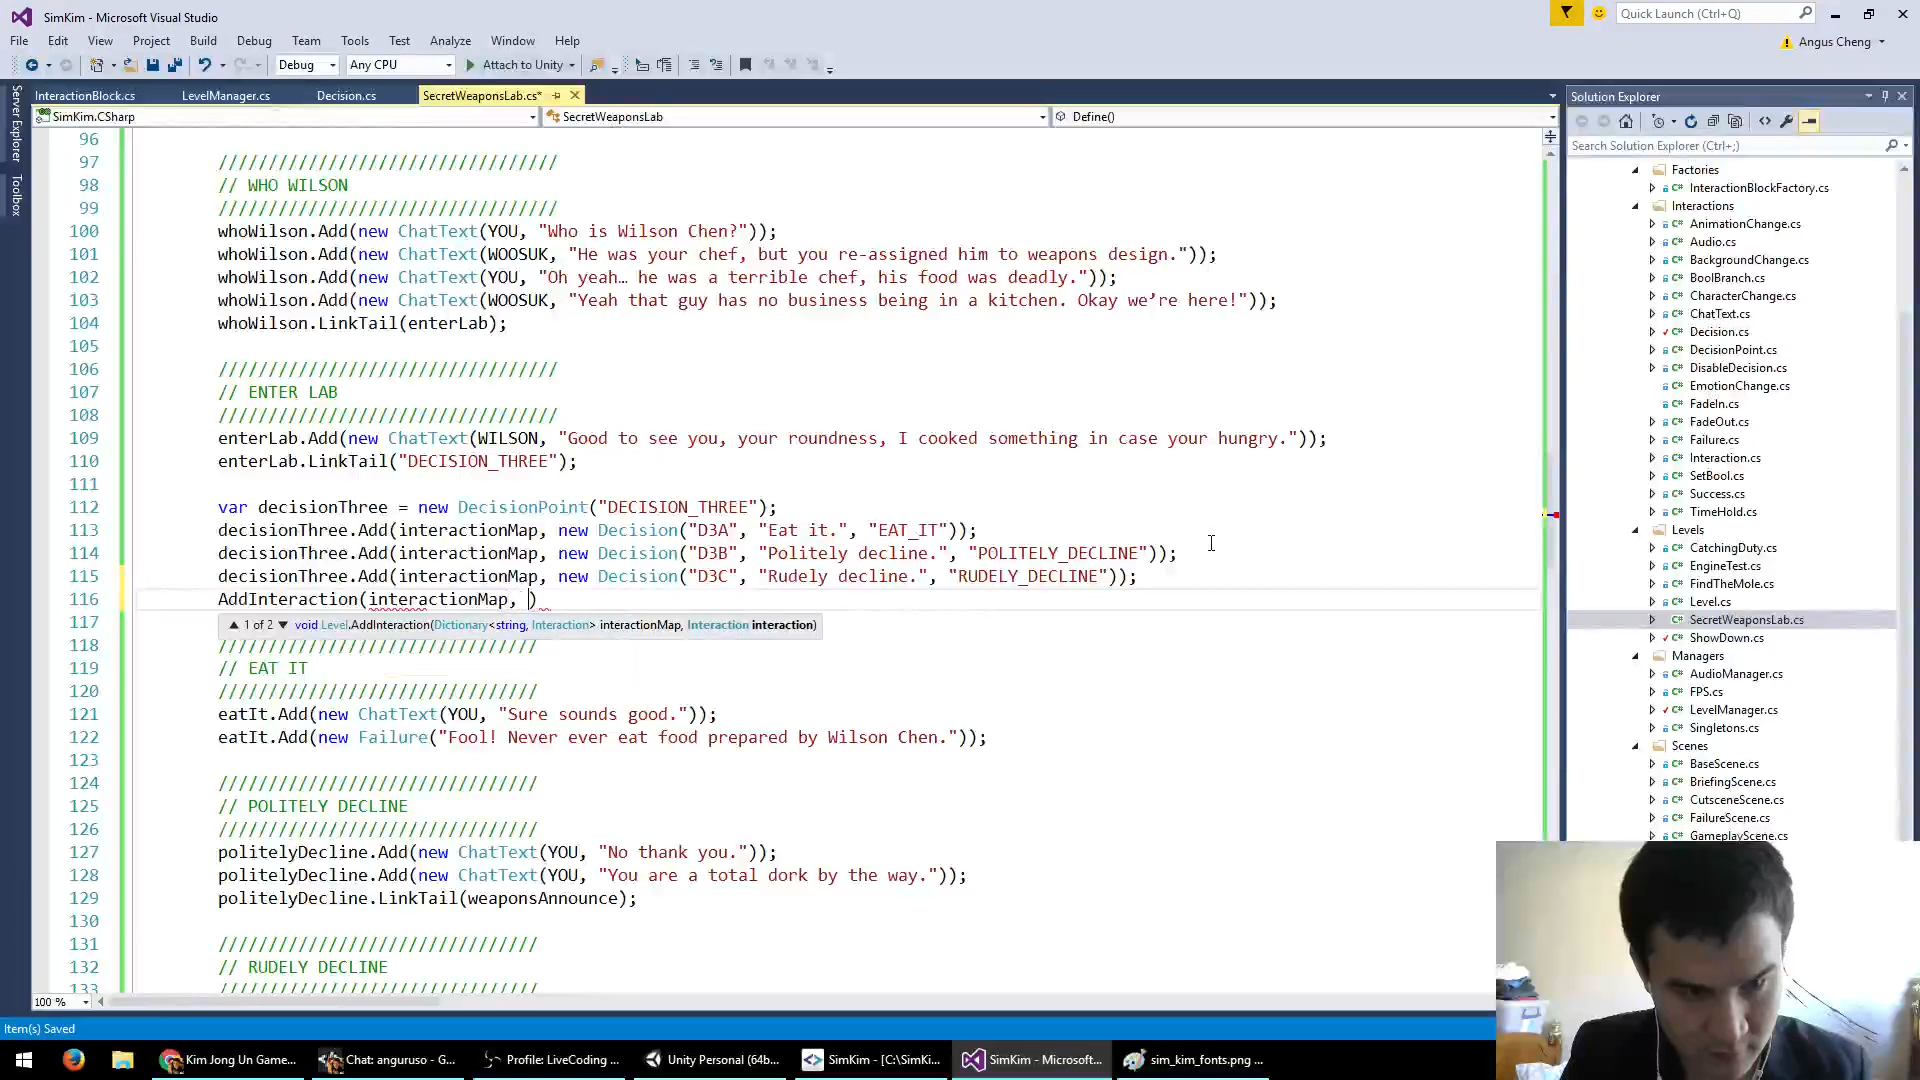 SimKim - Microsoft Visual Studio
Quick Launch (Ctrl+Q)
File Edit View Project Build Debug Team Tools Test Analyze Window Help
Angus Cheng
Debug Any CPU Attach to Unity
Server Explorer
Toolbox
InteractionBlock.cs LevelManager.cs Decision.cs SecretWeaponsLab.cs*
SimKim.CSharp SecretWeaponsLab Define()
96
97 //////////////////////////////////
98 // WHO WILSON
99 //////////////////////////////////
100 whoWilson.Add(new ChatText(YOU, "Who is Wilson Chen?"));
101 whoWilson.Add(new ChatText(WOOSUK, "He was your chef, but you re-assigned him to weapons design."));
102 whoWilson.Add(new ChatText(YOU, "Oh yeah… he was a terrible chef, his food was deadly."));
103 whoWilson.Add(new ChatText(WOOSUK, "Yeah that guy has no business being in a kitchen. Okay we’re here!"));
104 whoWilson.LinkTail(enterLab);
105
106 //////////////////////////////////
107 // ENTER LAB
108 //////////////////////////////////
109 enterLab.Add(new ChatText(WILSON, "Good to see you, your roundness, I cooked something in case your hungry."));
110 enterLab.LinkTail("DECISION_THREE");
111
112 var decisionThree = new DecisionPoint("DECISION_THREE");
113 decisionThree.Add(interactionMap, new Decision("D3A", "Eat it.", "EAT_IT"));
114 decisionThree.Add(interactionMap, new Decision("D3B", "Politely decline.", "POLITELY_DECLINE"));
115 decisionThree.Add(interactionMap, new Decision("D3C", "Rudely decline.", "RUDELY_DECLINE"));
116 AddInteraction(interactionMap, )
117 ▲ 1 of 2 ▼ void Level.AddInteraction(Dictionary<string, Interaction> interactionMap, Interaction interaction)
118 ////////////////////////////////
119 // EAT IT
120 ////////////////////////////////
121 eatIt.Add(new ChatText(YOU, "Sure sounds good."));
122 eatIt.Add(new Failure("Fool! Never ever eat food prepared by Wilson Chen."));
123
124 ////////////////////////////////
125 // POLITELY DECLINE
126 ////////////////////////////////
127 politelyDecline.Add(new ChatText(YOU, "No thank you."));
128 politelyDecline.Add(new ChatText(YOU, "You are a total dork by the way."));
129 politelyDecline.LinkTail(weaponsAnnounce);
130
131 ////////////////////////////////
132 // RUDELY DECLINE
133 ////////////////////////////////
100 %
Solution Explorer
Search Solution Explorer (Ctrl+;)
Factories
C# InteractionBlockFactory.cs
Interactions
C# AnimationChange.cs
C# Audio.cs
C# BackgroundChange.cs
C# BoolBranch.cs
C# CharacterChange.cs
C# ChatText.cs
C# Decision.cs
C# DecisionPoint.cs
C# DisableDecision.cs
C# EmotionChange.cs
C# FadeIn.cs
C# FadeOut.cs
C# Failure.cs
C# Interaction.cs
C# SetBool.cs
C# Success.cs
C# TimeHold.cs
Levels
C# CatchingDuty.cs
C# EngineTest.cs
C# FindTheMole.cs
C# Level.cs
C# SecretWeaponsLab.cs
C# ShowDown.cs
Managers
C# AudioManager.cs
C# FPS.cs
C# LevelManager.cs
C# Singletons.cs
Scenes
C# BaseScene.cs
C# BriefingScene.cs
C# CutsceneScene.cs
C# FailureScene.cs
C# GameplayScene.cs
Item(s) Saved
Kim Jong Un Game... Chat: anguruso - G... Profile: LiveCoding ... Unity Personal (64b... SimKim - [C:\SimKi... SimKim - Microsoft... sim_kim_fonts.png ...